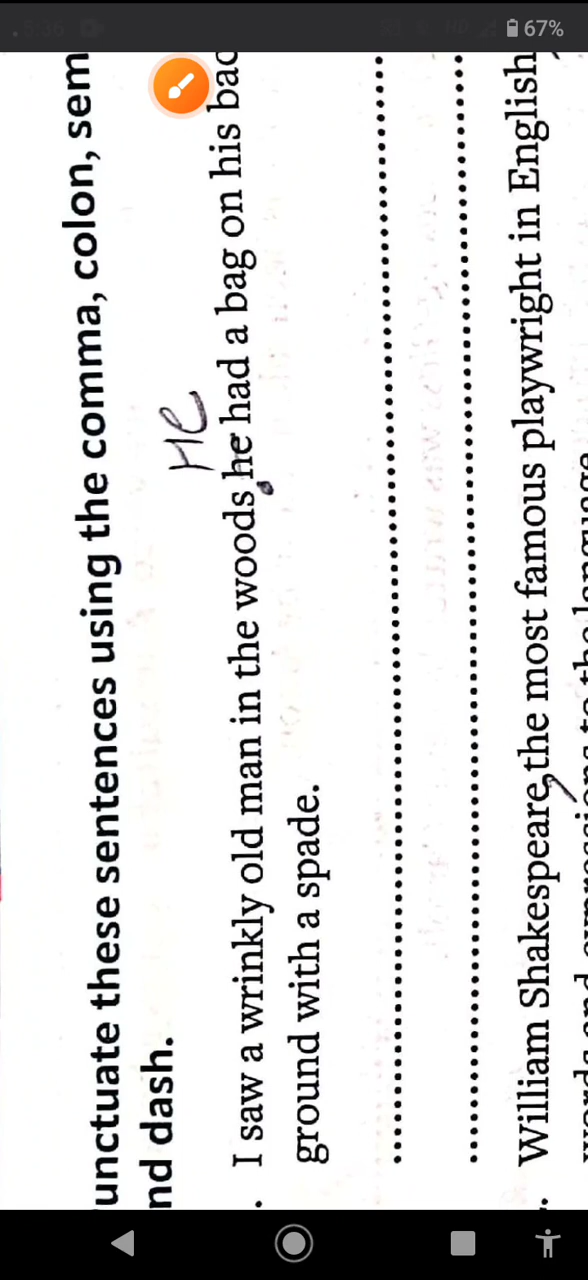 67%
unctuate these sentences using the comma, colon, sem
nd dash.
He
. I saw a wrinkly old man in the woods. he had a bag on his bac
ground with a spade.
William Shakespeare, the most famous playwright in English